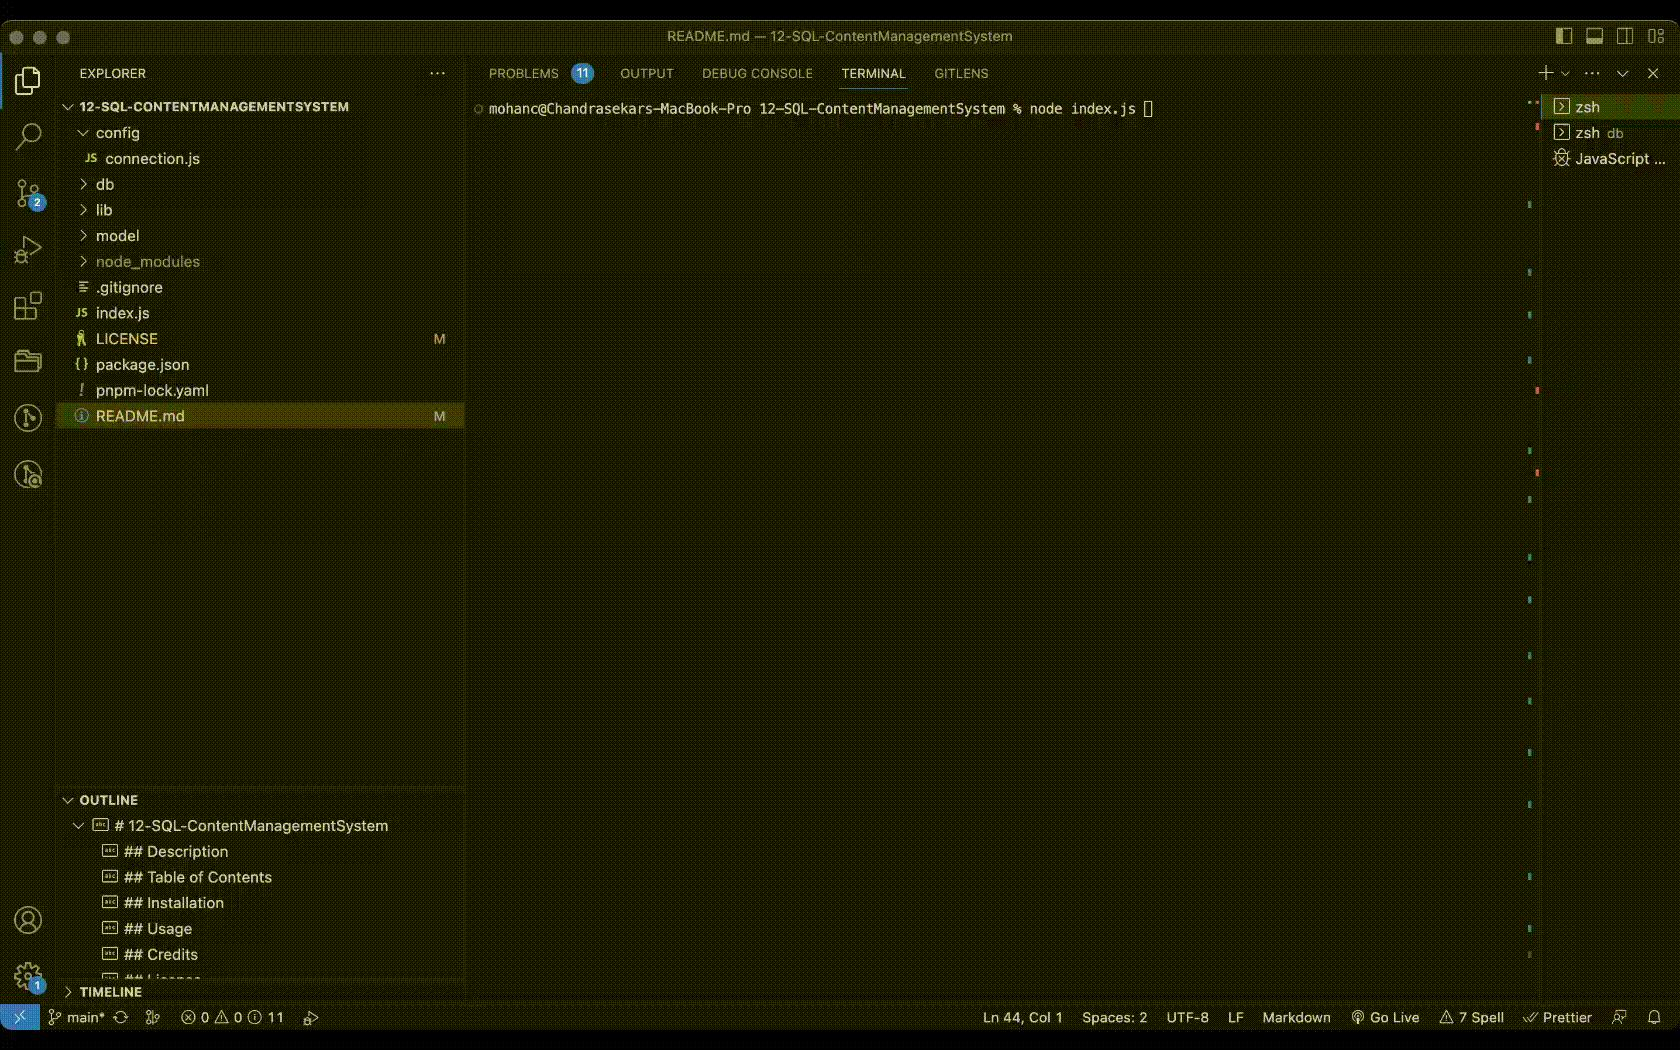 README.md — 12-SQL-ContentManagementSystem
EXPLORER
12-SQL-CONTENTMANAGEMENTSYSTEM
config
JS connection.js
db
lib
model
node_modules
.gitignore
JS index.js
LICENSE M
{} package.json
! pnpm-lock.yaml
README.md M
OUTLINE
# 12-SQL-ContentManagementSystem
## Description
## Table of Contents
## Installation
## Usage
## Credits
## License
TIMELINE
PROBLEMS 11 OUTPUT DEBUG CONSOLE TERMINAL GITLENS
mohanc@Chandrasekars-MacBook-Pro 12-SQL-ContentManagementSystem % node index.js
zsh
zsh db
JavaScript ...
2
1
main* 0 0 11 Ln 44, Col 1 Spaces: 2 UTF-8 LF Markdown Go Live 7 Spell Prettier